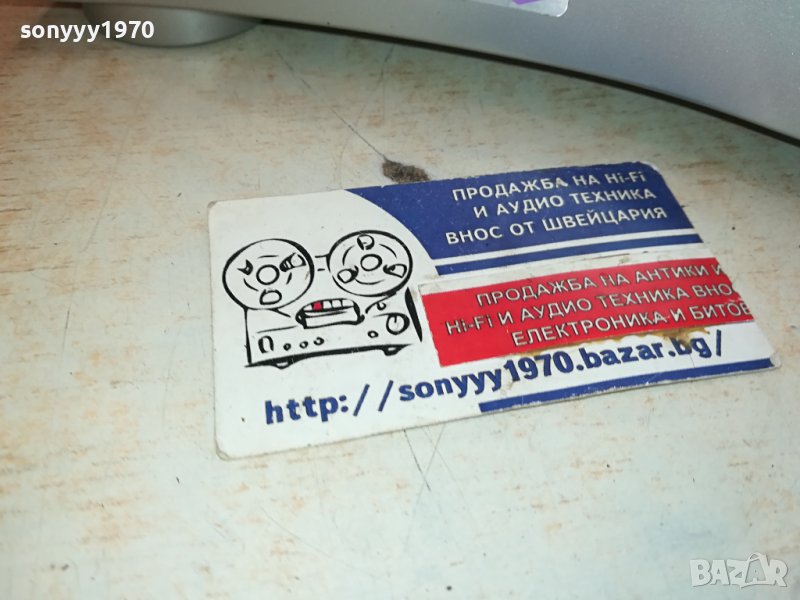 sonyyy1970
ПРОДАЖБА НА Hi-Fi
И АУДИО ТЕХНИКА
ВНОС ОТ ШВЕЙЦАРИЯ
ПРОДАЖБА НА АНТИКИ И
Hi-Fi И АУДИО ТЕХНИКА ВНОС
ЕЛЕКТРОНИКА И БИТОВ
http://sonyyy1970.bazar.bg/
BAZAR